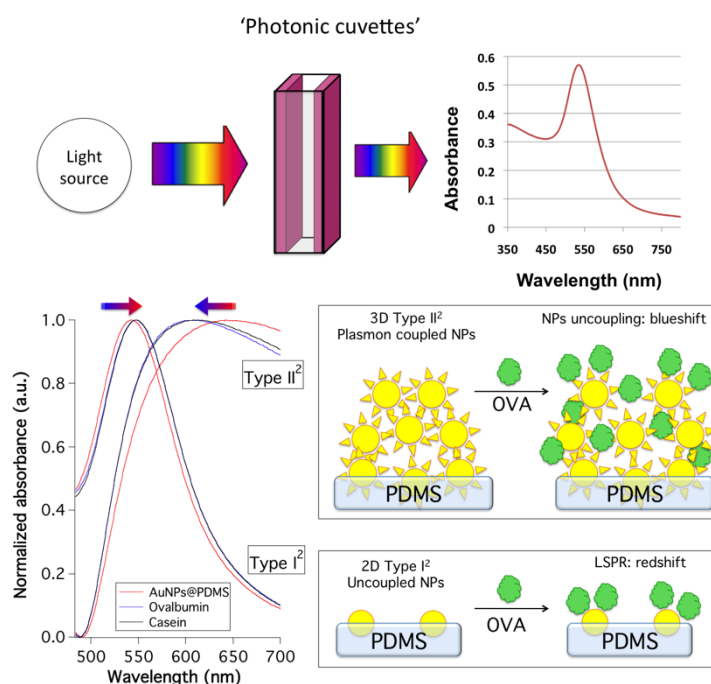 ‘Photonic cuvettes’
Light
source
Absorbance
0.6
0.5
0.4
0.3
0.2
0.1
0
350 450 550 650 750
Wavelength (nm)
Normalized absorbance (a.u.)
1.0
0.8
0.6
0.4
0.2
0.0
Type II²
Type I²
AuNPs@PDMS
Ovalbumin
Casein
500 550 600 650 700
Wavelength (nm)
3D Type II²
Plasmon coupled NPs
OVA
NPs uncoupling: blueshift
PDMS
PDMS
2D Type I²
Uncoupled NPs
OVA
LSPR: redshift
PDMS
PDMS